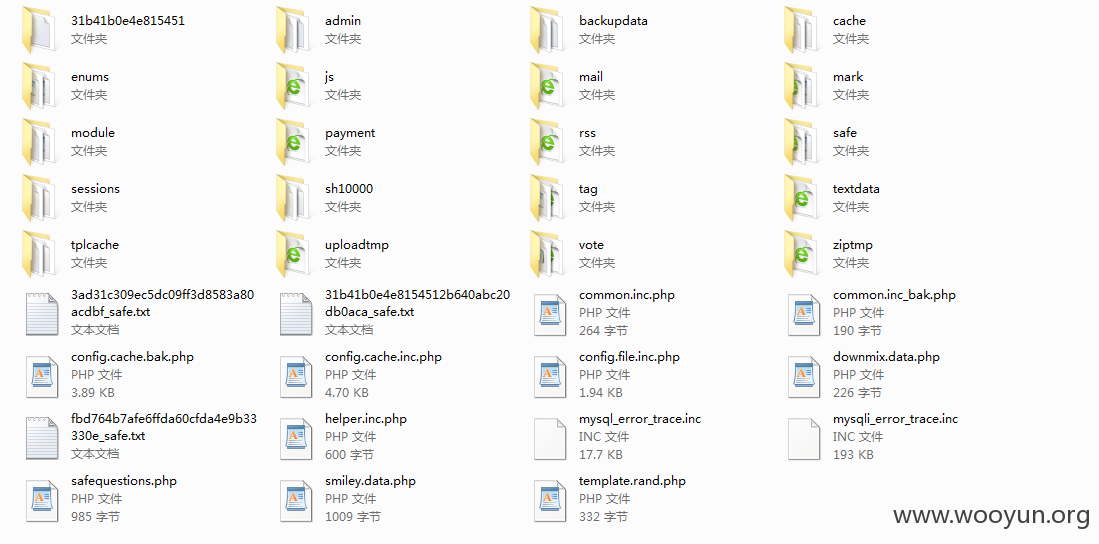 31b41b0e4e815451
文件夹
admin
文件夹
backupdata
文件夹
cache
文件夹
enums
文件夹
js
文件夹
mail
文件夹
mark
文件夹
module
文件夹
payment
文件夹
rss
文件夹
safe
文件夹
sessions
文件夹
sh10000
文件夹
tag
文件夹
textdata
文件夹
tplcache
文件夹
uploadtmp
文件夹
vote
文件夹
ziptmp
文件夹
3ad31c309ec5dc09ff3d8583a80
acdbf_safe.txt
文本文档
31b41b0e4e8154512b640abc20
db0aca_safe.txt
文本文档
common.inc.php
PHP 文件
264 字节
common.inc_bak.php
PHP 文件
190 字节
config.cache.bak.php
PHP 文件
3.89 KB
config.cache.inc.php
PHP 文件
4.70 KB
config.file.inc.php
PHP 文件
1.94 KB
downmix.data.php
PHP 文件
226 字节
fbd764b7afe6ffda60cfda4e9b33
330e_safe.txt
文本文档
helper.inc.php
PHP 文件
600 字节
mysql_error_trace.inc
INC 文件
17.7 KB
mysqli_error_trace.inc
INC 文件
193 KB
safequestions.php
PHP 文件
985 字节
smiley.data.php
PHP 文件
1009 字节
template.rand.php
PHP 文件
332 字节
www.wooyun.org